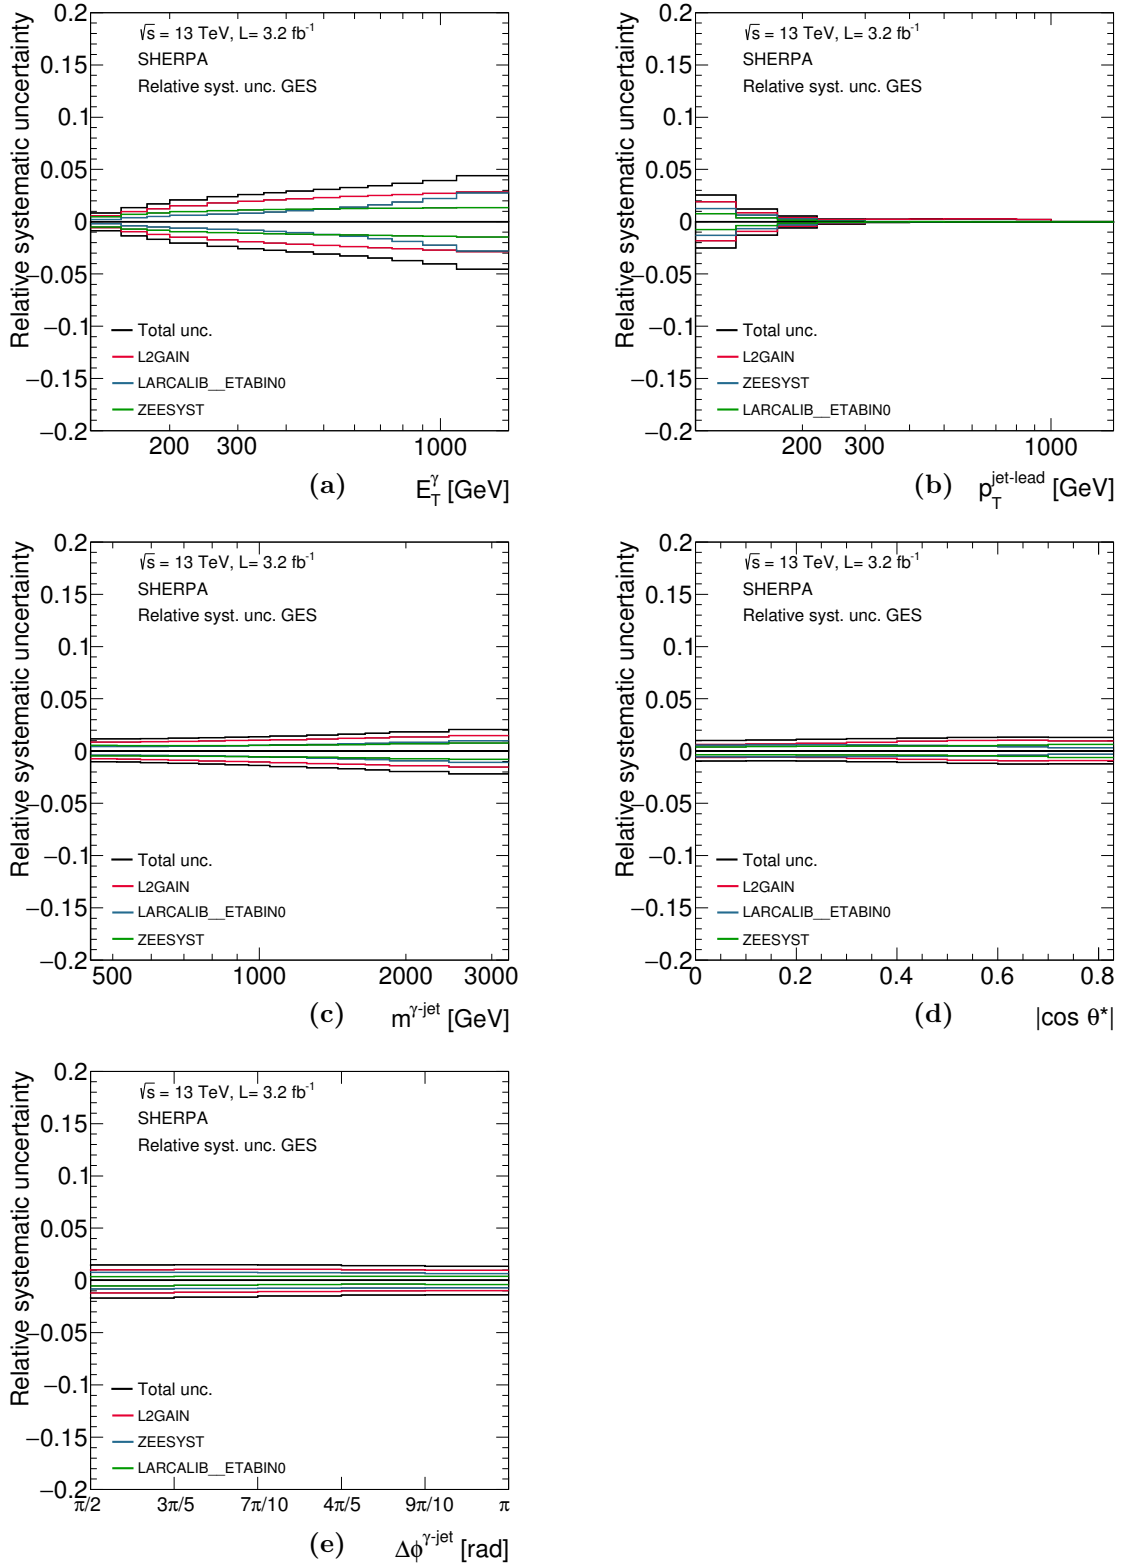 Relative systematic uncertainty
0.2
0.15
0.1
0.05
0
−0.05
−0.1
−0.15
−0.2
√s = 13 TeV, L= 3.2 fb⁻¹
SHERPA
Relative syst. unc. GES
Total unc.
L2GAIN
LARCALIB__ETABIN0
ZEESYST
200 300 1000
(a) E_T^γ [GeV]
Relative systematic uncertainty
0.2
0.15
0.1
0.05
0
−0.05
−0.1
−0.15
−0.2
√s = 13 TeV, L= 3.2 fb⁻¹
SHERPA
Relative syst. unc. GES
Total unc.
L2GAIN
ZEESYST
LARCALIB__ETABIN0
200 300 1000
(b) p_T^jet-lead [GeV]
Relative systematic uncertainty
0.2
0.15
0.1
0.05
0
−0.05
−0.1
−0.15
−0.2
√s = 13 TeV, L= 3.2 fb⁻¹
SHERPA
Relative syst. unc. GES
Total unc.
L2GAIN
LARCALIB__ETABIN0
ZEESYST
500 1000 2000 3000
(c) m^γ-jet [GeV]
Relative systematic uncertainty
0.2
0.15
0.1
0.05
0
−0.05
−0.1
−0.15
−0.2
√s = 13 TeV, L= 3.2 fb⁻¹
SHERPA
Relative syst. unc. GES
Total unc.
L2GAIN
LARCALIB__ETABIN0
ZEESYST
0 0.2 0.4 0.6 0.8
(d) |cos θ*|
Relative systematic uncertainty
0.2
0.15
0.1
0.05
0
−0.05
−0.1
−0.15
−0.2
√s = 13 TeV, L= 3.2 fb⁻¹
SHERPA
Relative syst. unc. GES
Total unc.
L2GAIN
ZEESYST
LARCALIB__ETABIN0
π/2 3π/5 7π/10 4π/5 9π/10 π
(e) Δϕ^γ-jet [rad]